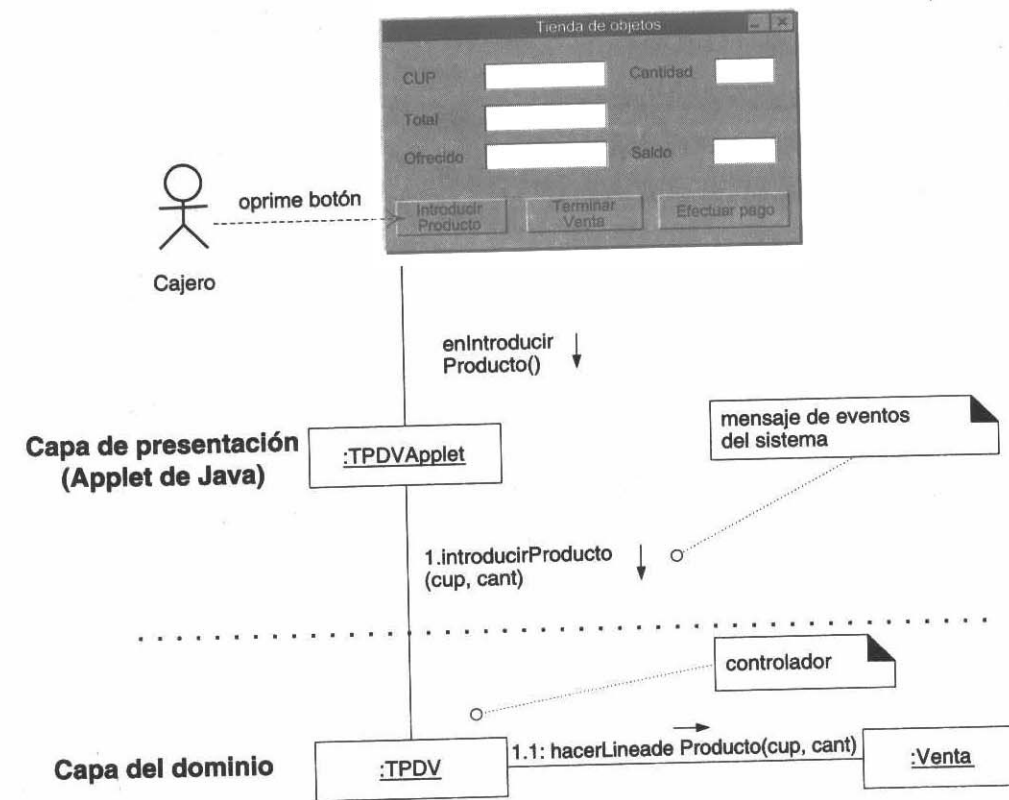 Tienda de objetos
CUP
Cantidad
Total
Ofrecido
Saldo
Introducir
Producto
Terminar
Venta
Efectuar pago
oprime botón
Cajero
enIntroducir
Producto()
mensaje de eventos
del sistema
Capa de presentación
(Applet de Java)
:TPDVApplet
1.introducirProducto
(cup, cant)
controlador
Capa del dominio
:TPDV
1.1: hacerLineade Producto(cup, cant)
:Venta